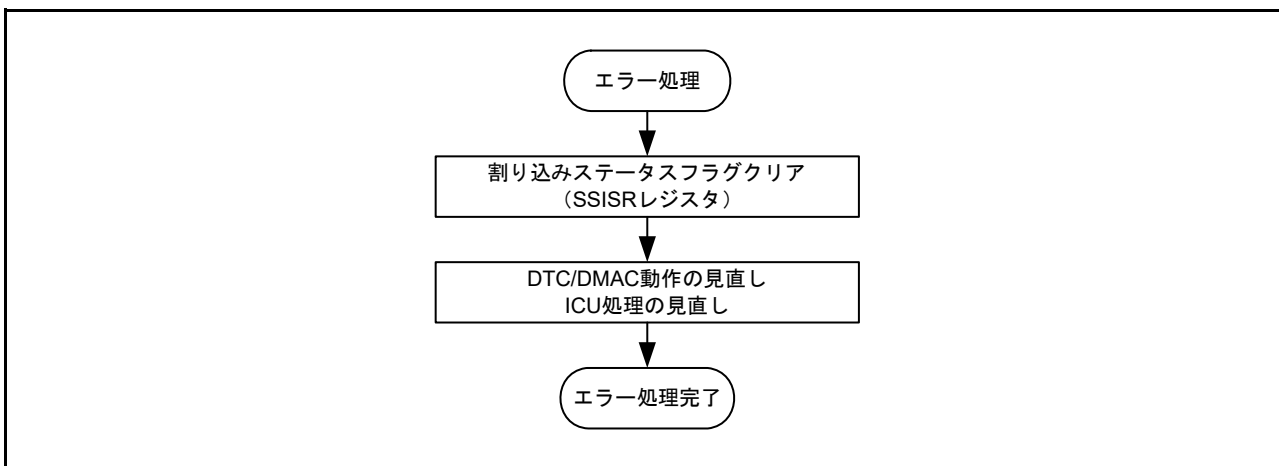 エラー処理
割り込みステータスフラグクリア
（SSISRレジスタ）
DTC/DMAC動作の見直し
ICU処理の見直し
エラー処理完了